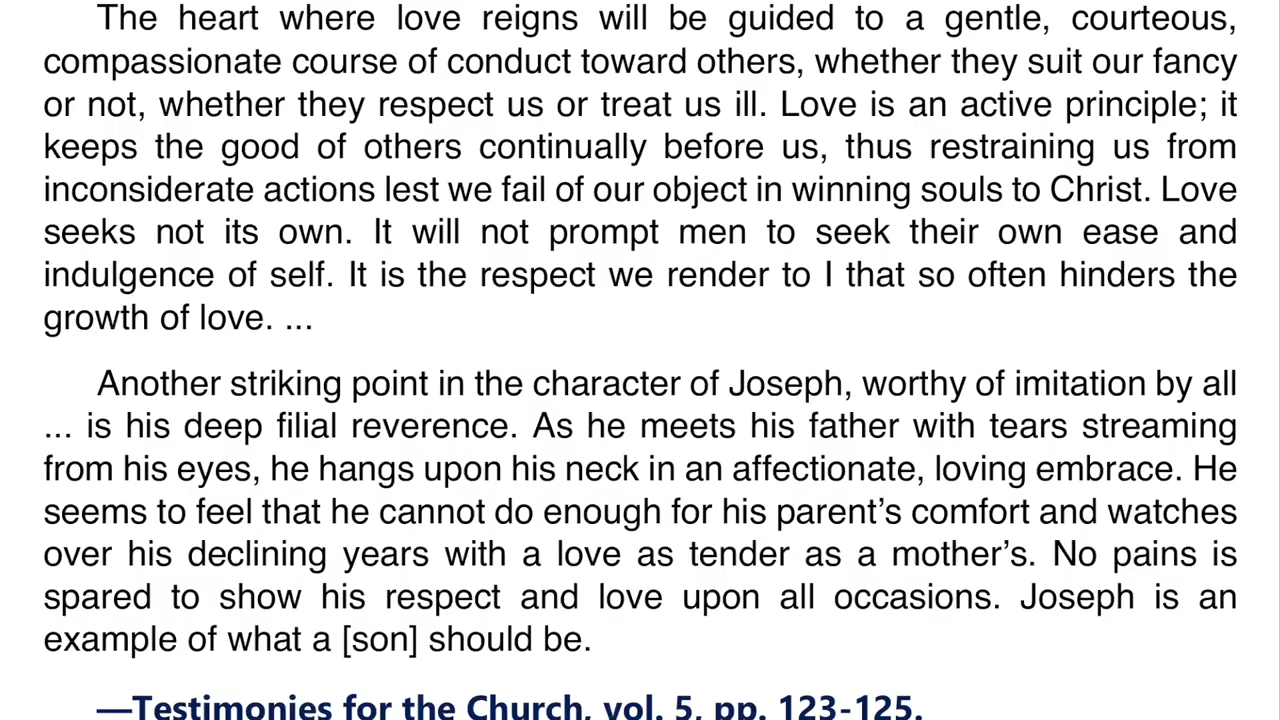 The heart where love reigns will be guided to a gentle, courteous,
compassionate course of conduct toward others, whether they suit our fancy
or not, whether they respect us or treat us ill. Love is an active principle; it
keeps the good of others continually before us, thus restraining us from
inconsiderate actions lest we fail of our object in winning souls to Christ. Love
seeks not its own. It will not prompt men to seek their own ease and
indulgence of self. It is the respect we render to I that so often hinders the
growth of love. ...
Another striking point in the character of Joseph, worthy of imitation by all
... is his deep filial reverence. As he meets his father with tears streaming
from his eyes, he hangs upon his neck in an affectionate, loving embrace. He
seems to feel that he cannot do enough for his parent’s comfort and watches
over his declining years with a love as tender as a mother’s. No pains is
spared to show his respect and love upon all occasions. Joseph is an
example of what a [son] should be.
—Testimonies for the Church, vol. 5, pp. 123-125.